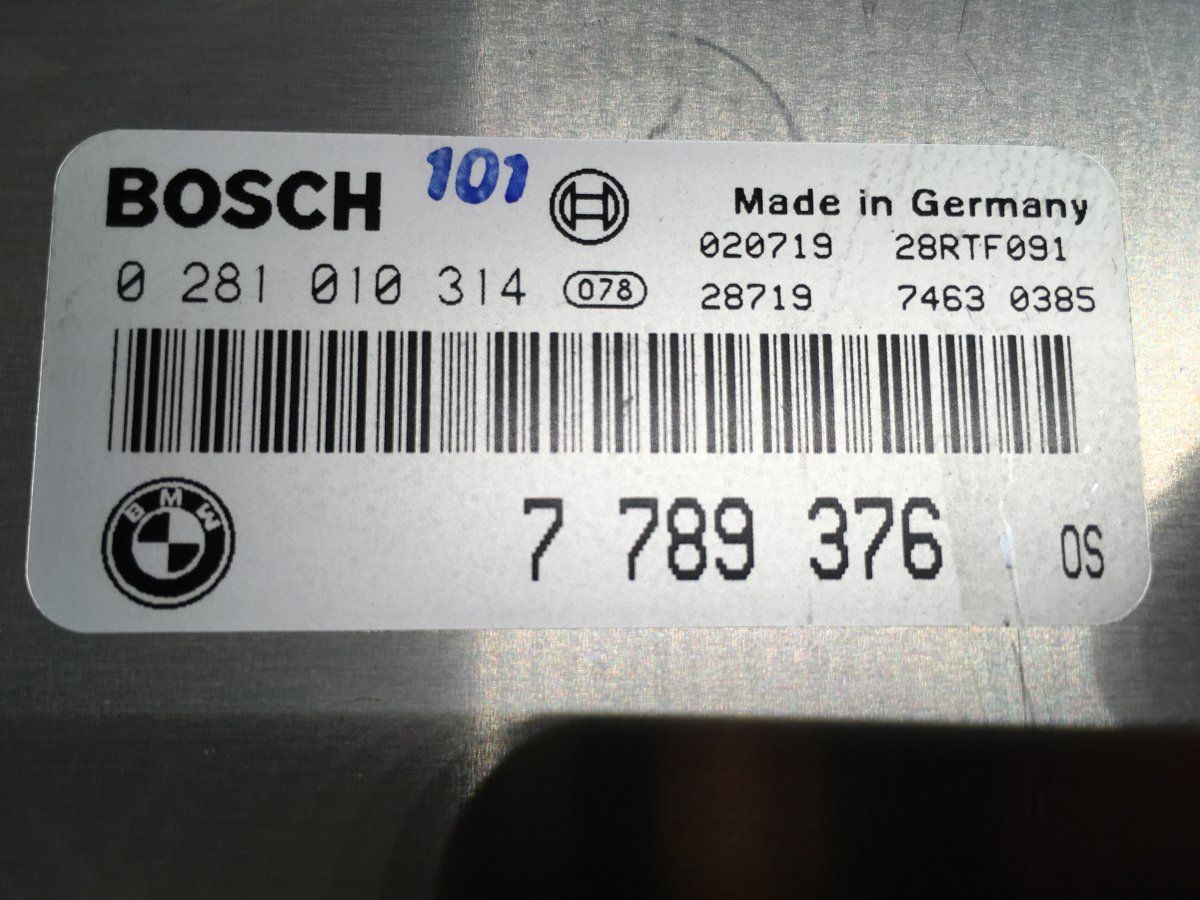 BOSCH 101 Made in Germany
020719 28RTF091
0 281 010 314 078 28719 7463 0385
BMW
7 789 376 OS